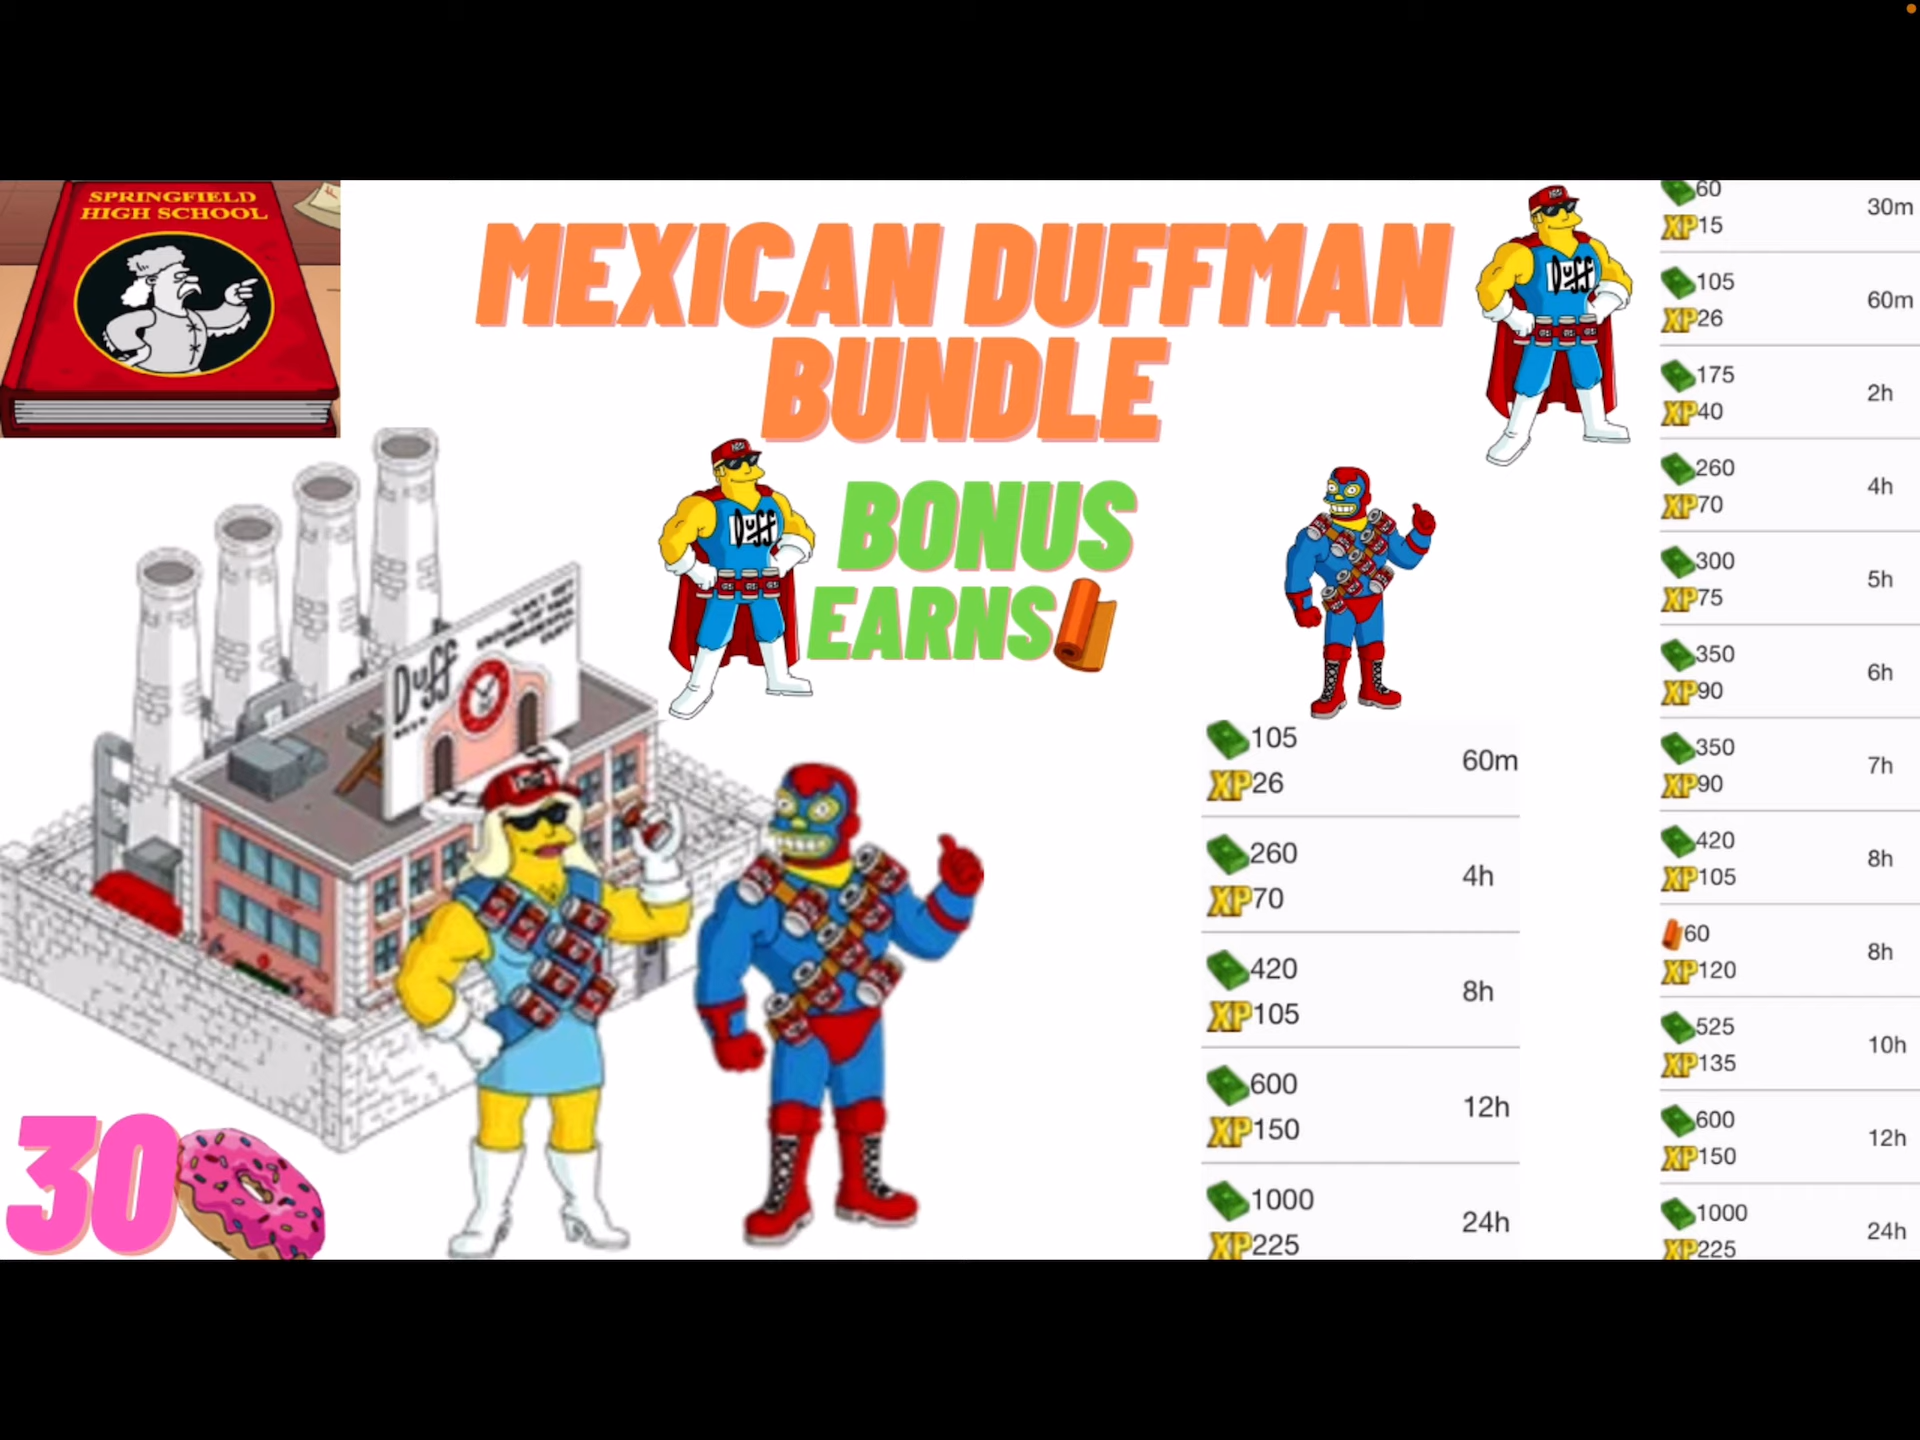 SPRINGFIELD
HIGH SCHOOL
MEXICAN DUFFMAN
BUNDLE
Duff
BONUS
EARNS
Duff
Duff
30
105
XP26
60m
260
XP70
4h
420
XP105
8h
600
XP150
12h
1000
XP225
24h
60
XP15
30m
105
XP26
60m
175
XP40
2h
260
XP70
4h
300
XP75
5h
350
XP90
6h
350
XP90
7h
420
XP105
8h
60
XP120
8h
525
XP135
10h
600
XP150
12h
1000
XP225
24h